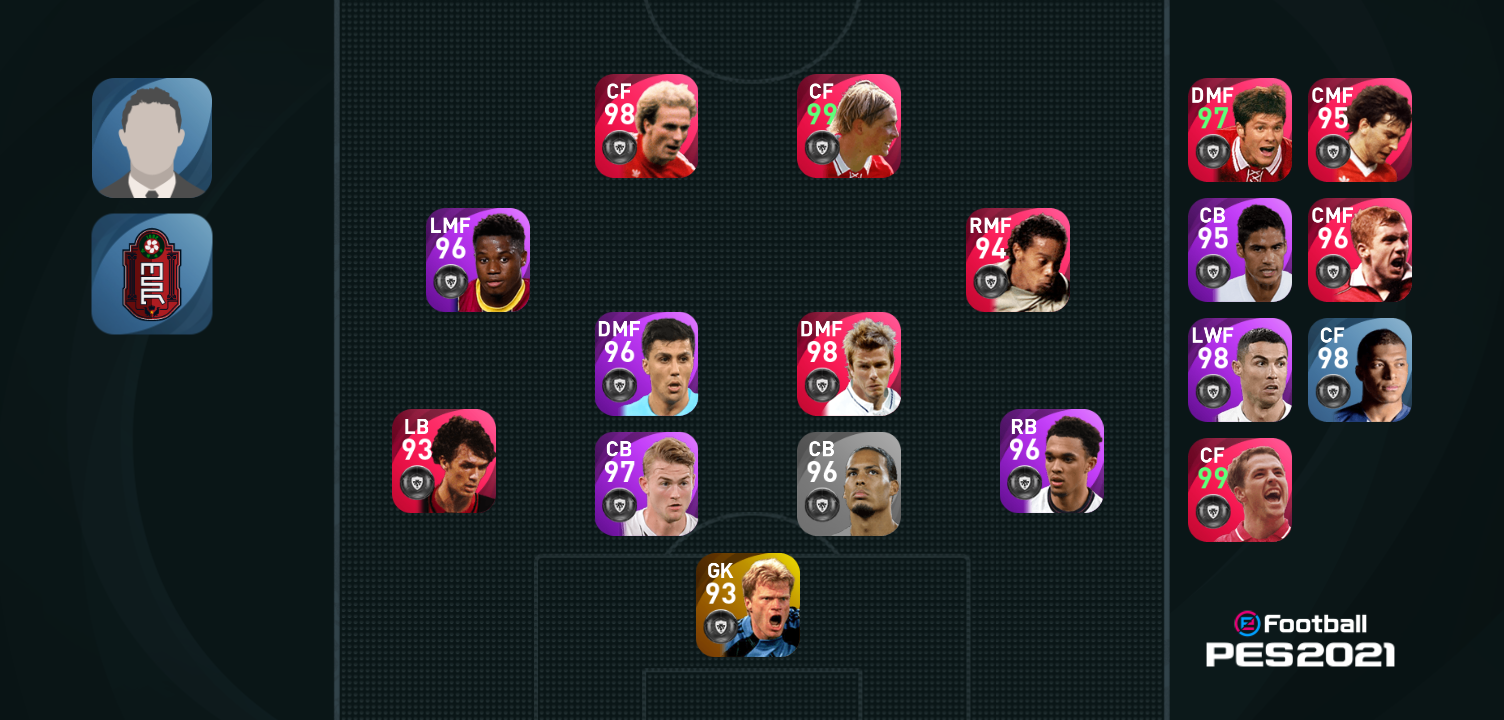 CF
98
CF
99
LMF
96
RMF
94
DMF
96
DMF
98
LB
93
CB
97
CB
96
RB
96
GK
93
DMF
97
CMF
95
CB
95
CMF
96
LWF
98
CF
98
CF
99
eFootball
PES2021